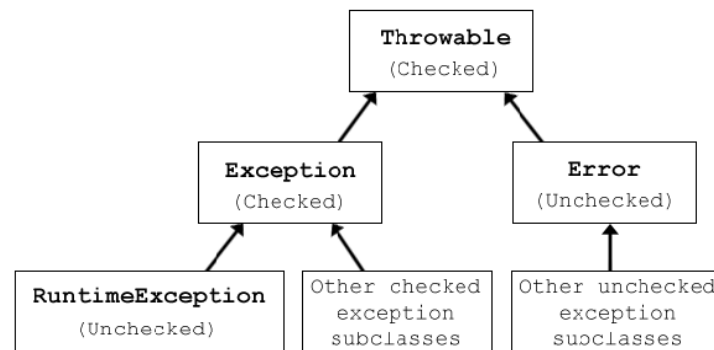 Throwable
(Checked)
Exception
(Checked)
Error
(Unchecked)
RuntimeException
(Unchecked)
Other checked
exception
subclasses
Other unchecked
exception
subclasses